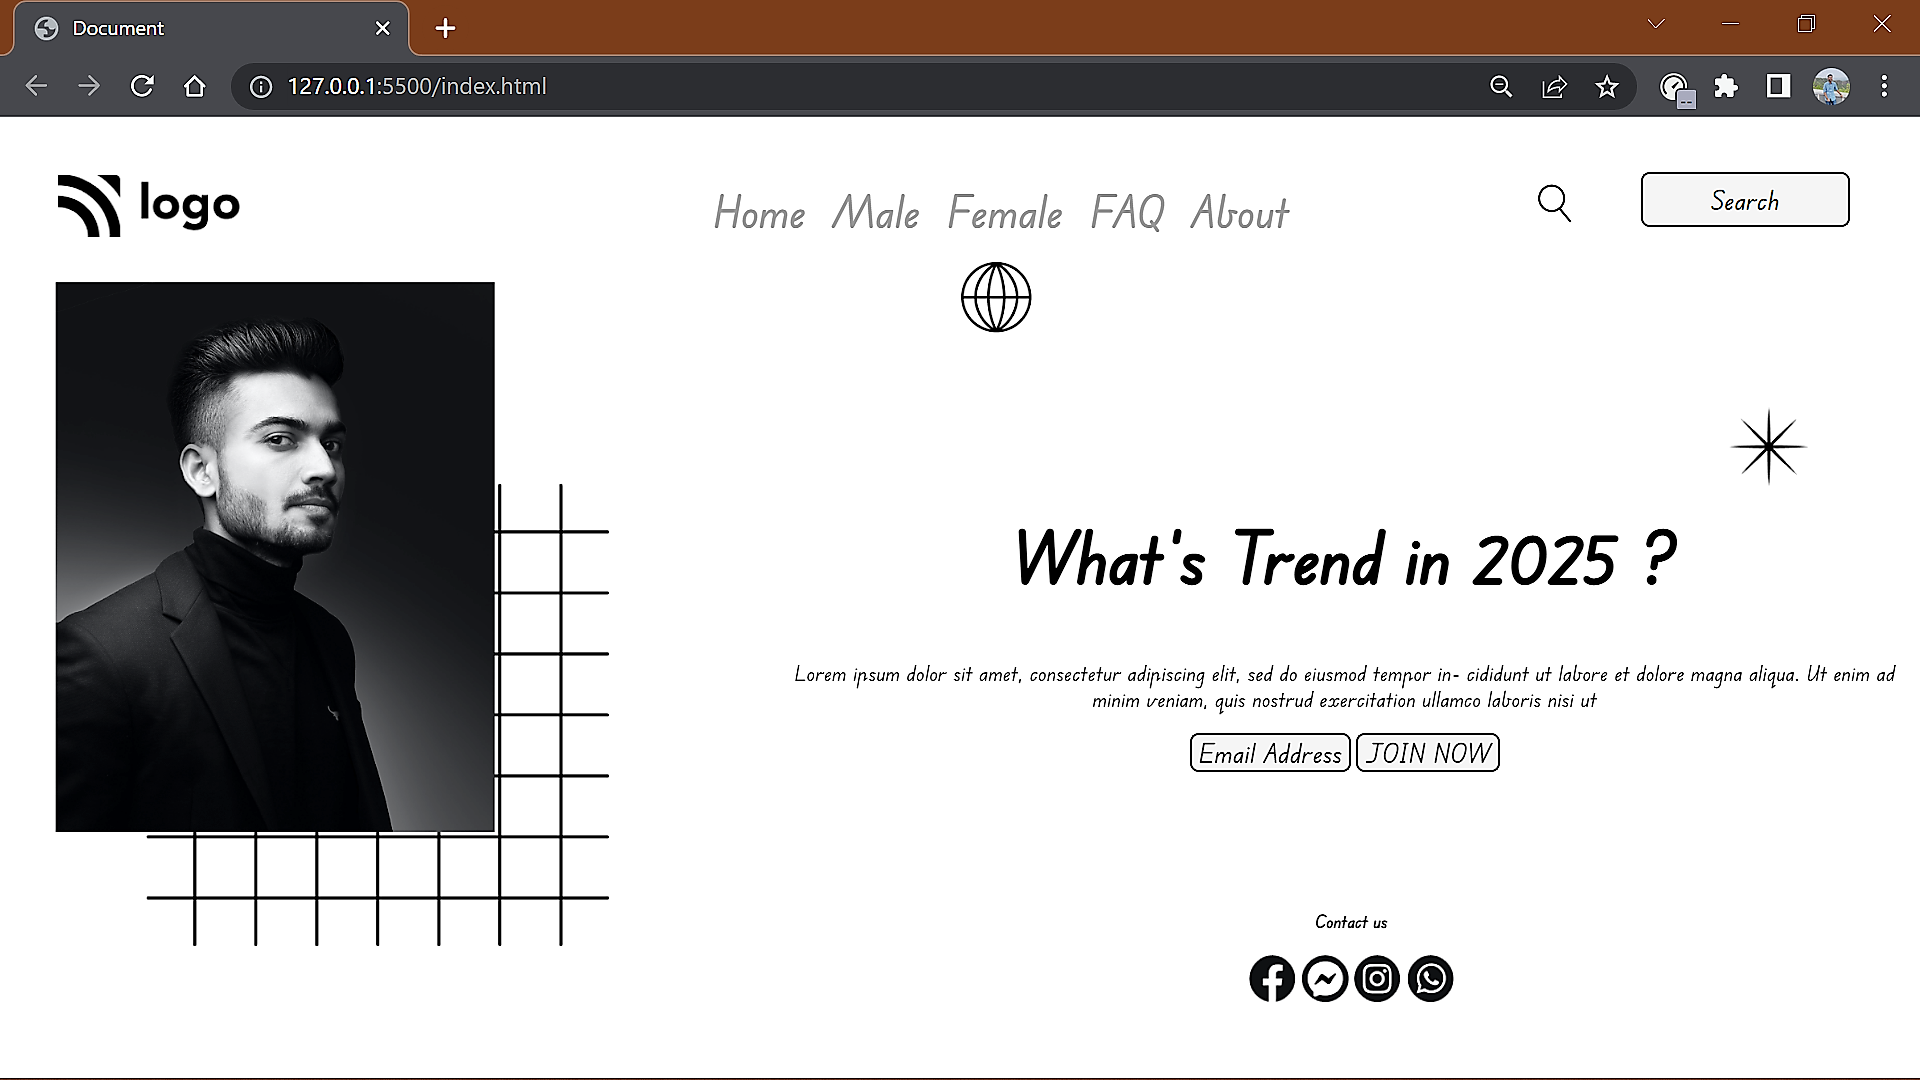 Document
127.0.0.1:5500/index.html
logo
Home Male Female FAQ About
Search
What's Trend in 2025 ?
Lorem ipsum dolor sit amet, consectetur adipiscing elit, sed do eiusmod tempor in- cididunt ut labore et dolore magna aliqua. Ut enim ad
minim veniam, quis nostrud exercitation ullamco laboris nisi ut
Email Address JOIN NOW
Contact us